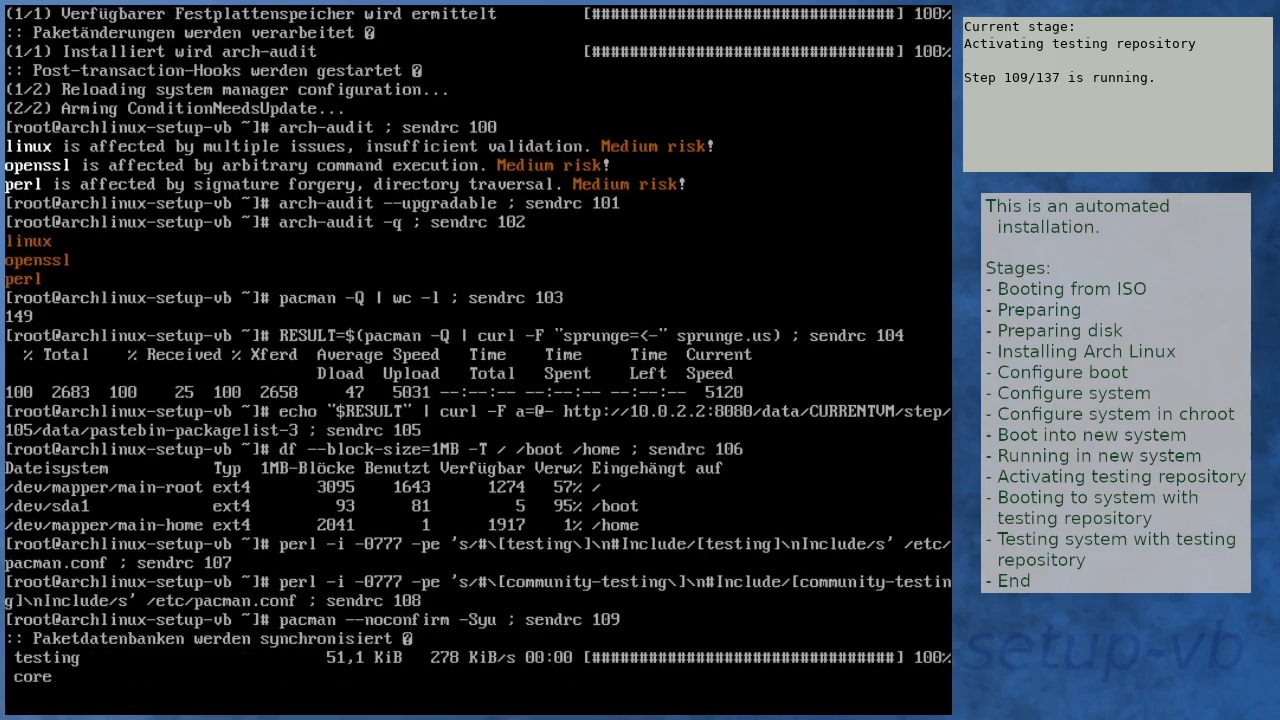 (1/1) Verfügbarer Festplattenspeicher wird ermittelt [################################] 100%
:: Paketänderungen werden verarbeitet �
(1/1) Installiert wird arch-audit [################################] 100%
:: Post-transaction-Hooks werden gestartet �
(1/2) Reloading system manager configuration...
(2/2) Arming ConditionNeedsUpdate...
[root@archlinux-setup-vb ~]# arch-audit ; sendrc 100
linux is affected by multiple issues, insufficient validation. Medium risk!
openssl is affected by arbitrary command execution. Medium risk!
perl is affected by signature forgery, directory traversal. Medium risk!
[root@archlinux-setup-vb ~]# arch-audit --upgradable ; sendrc 101
[root@archlinux-setup-vb ~]# arch-audit -q ; sendrc 102
linux
openssl
perl
[root@archlinux-setup-vb ~]# pacman -Q | wc -l ; sendrc 103
149
[root@archlinux-setup-vb ~]# RESULT=$(pacman -Q | curl -F "sprunge=<-" sprunge.us) ; sendrc 104
% Total % Received % Xferd Average Speed Time Time Time Current
Dload Upload Total Spent Left Speed
100 2683 100 25 100 2658 47 5031 --:--:-- --:--:-- --:--:-- 5120
[root@archlinux-setup-vb ~]# echo "$RESULT" | curl -F a=@- http://10.0.2.2:8080/data/CURRENTVM/step/
105/data/pastebin-packagelist-3 ; sendrc 105
[root@archlinux-setup-vb ~]# df --block-size=1MB -T / /boot /home ; sendrc 106
Dateisystem Typ 1MB-Blöcke Benutzt Verfügbar Verw% Eingehängt auf
/dev/mapper/main-root ext4 3095 1643 1274 57% /
/dev/sda1 ext4 93 81 5 95% /boot
/dev/mapper/main-home ext4 2041 1 1917 1% /home
[root@archlinux-setup-vb ~]# perl -i -0777 -pe 's/#\[testing\]\n#Include/[testing]\nInclude/s' /etc/
pacman.conf ; sendrc 107
[root@archlinux-setup-vb ~]# perl -i -0777 -pe 's/#\[community-testing\]\n#Include/[community-testin
g]\nInclude/s' /etc/pacman.conf ; sendrc 108
[root@archlinux-setup-vb ~]# pacman --noconfirm -Syu ; sendrc 109
:: Paketdatenbanken werden synchronisiert �
testing 51,1 KiB 278 KiB/s 00:00 [################################] 100%
core
Current stage:
Activating testing repository
Step 109/137 is running.
This is an automated
installation.
Stages:
- Booting from ISO
- Preparing
- Preparing disk
- Installing Arch Linux
- Configure boot
- Configure system
- Configure system in chroot
- Boot into new system
- Running in new system
- Activating testing repository
- Booting to system with
testing repository
- Testing system with testing
repository
- End
setup-vb